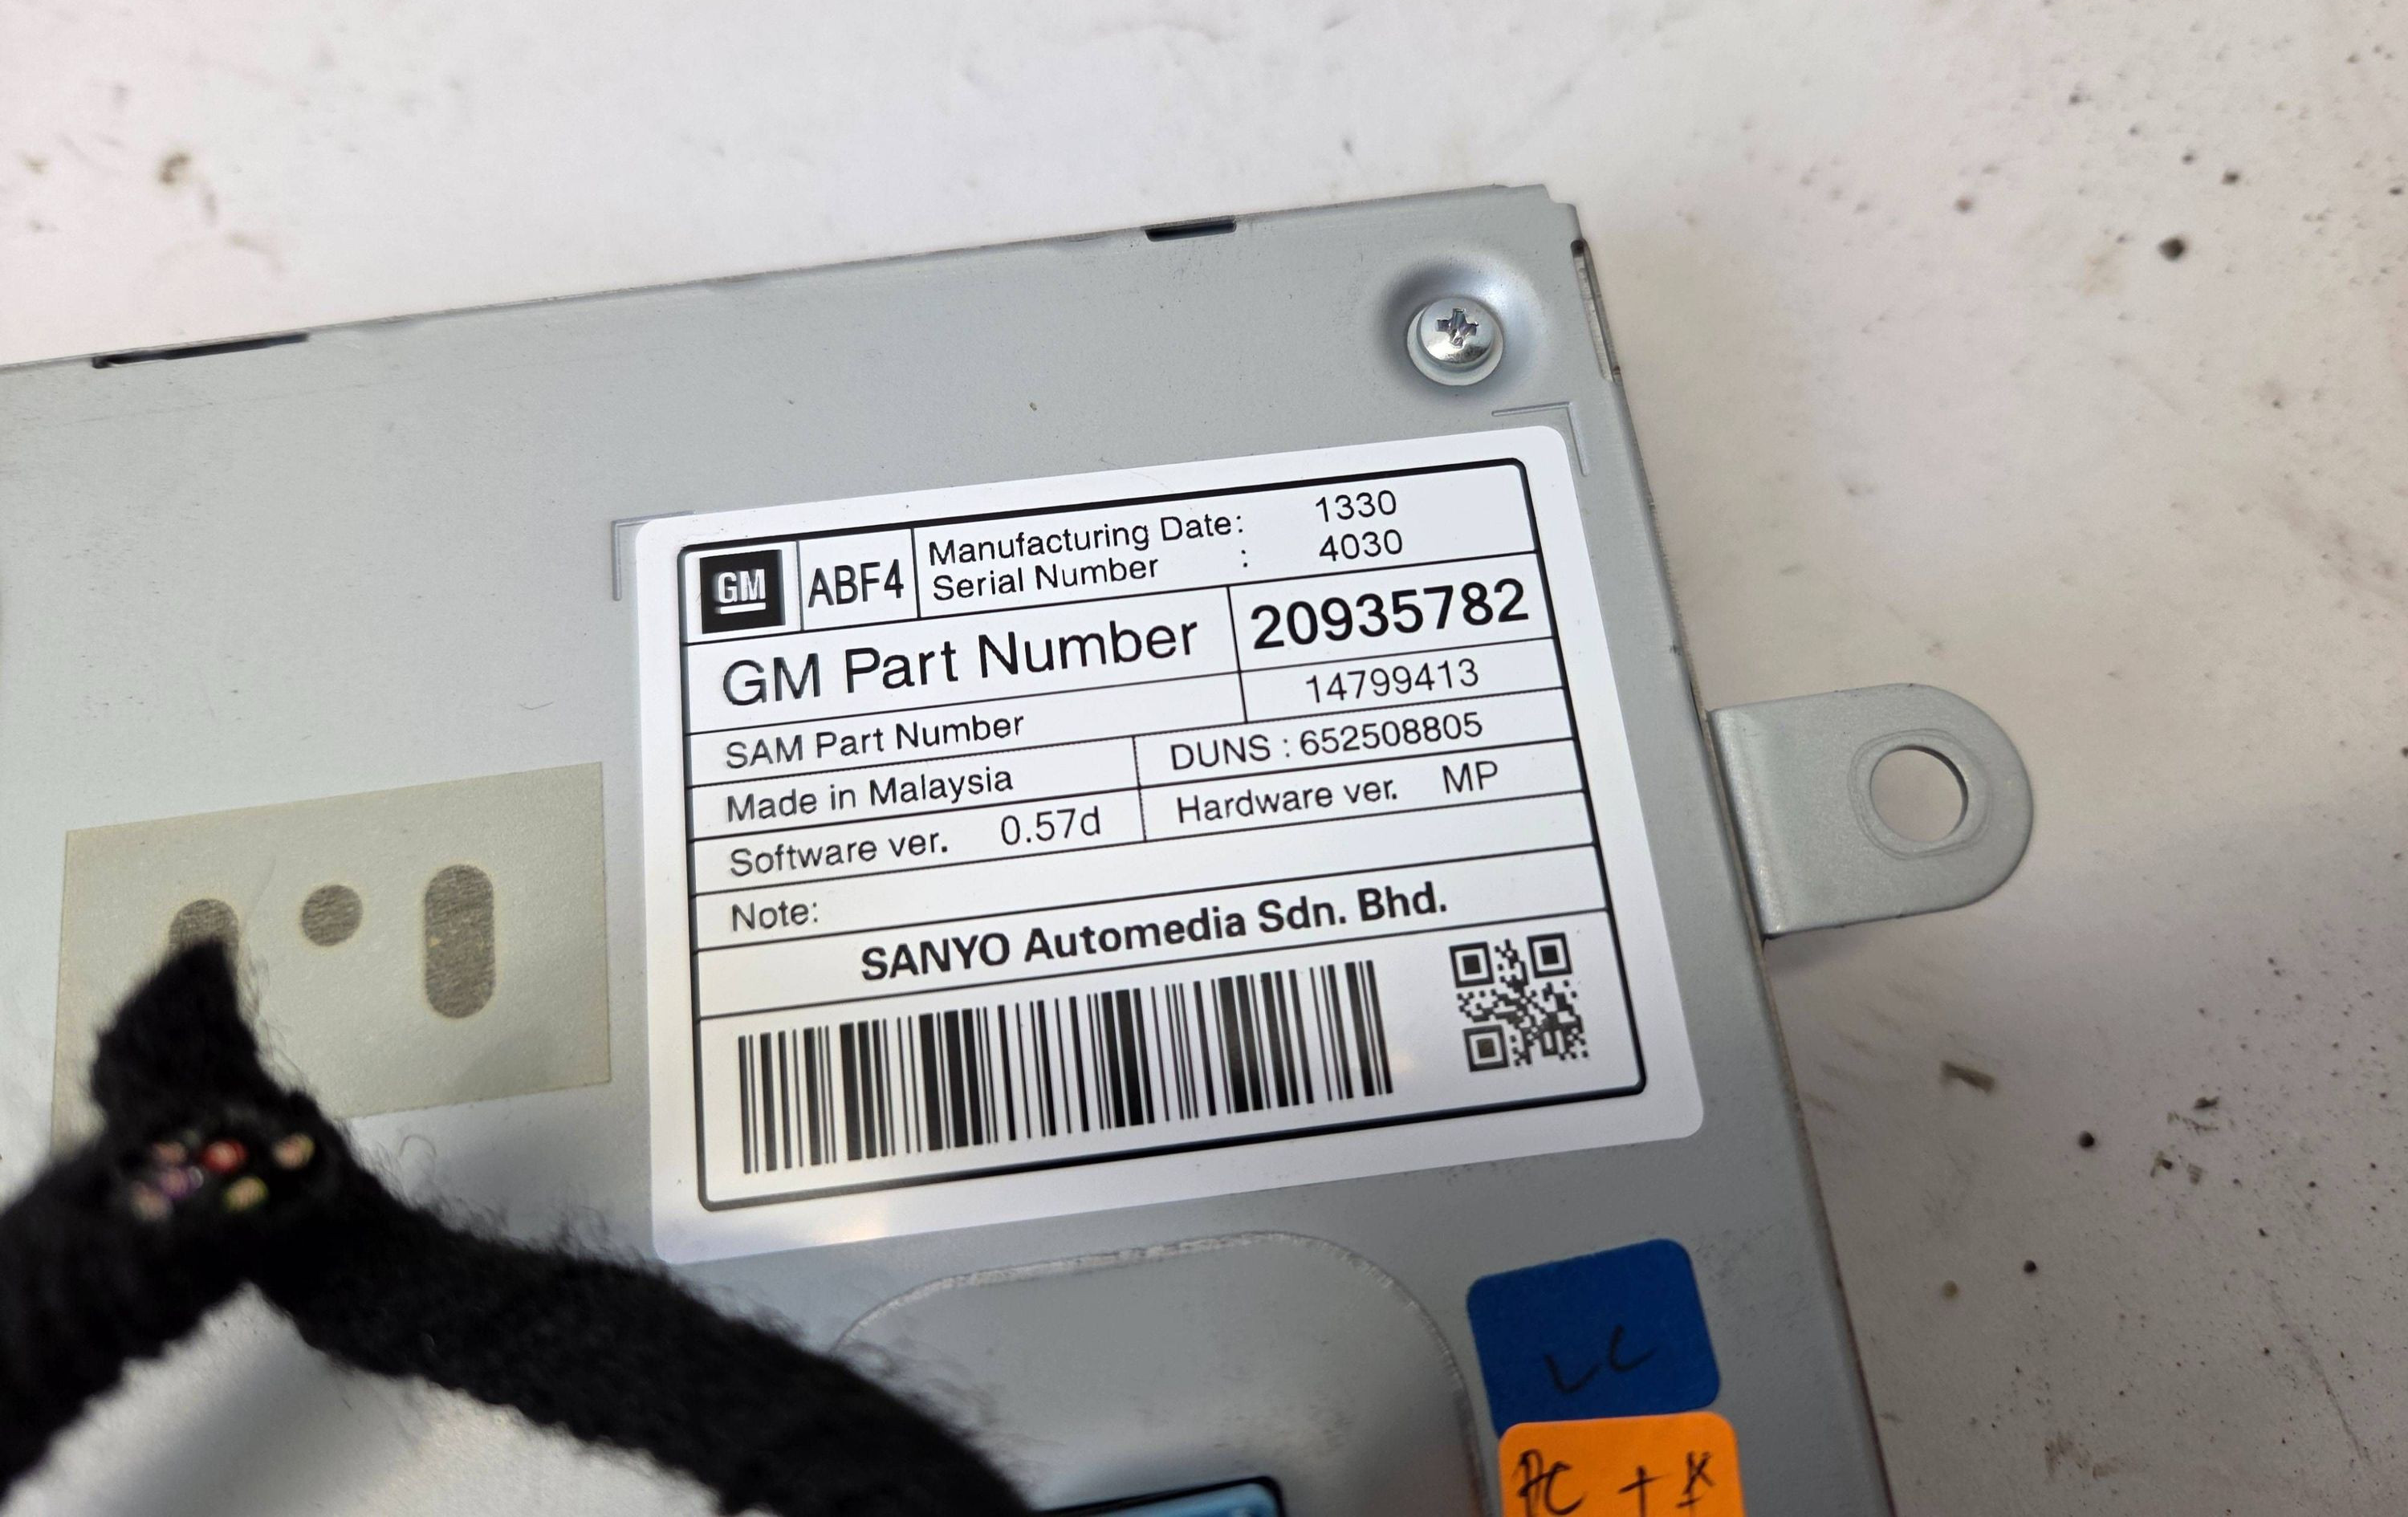 GM
ABF4
Manufacturing Date: 1330
Serial Number : 4030
GM Part Number 20935782
SAM Part Number 14799413
Made in Malaysia DUNS : 652508805
Software ver. 0.57d Hardware ver. MP
Note:
SANYO Automedia Sdn. Bhd.
LC